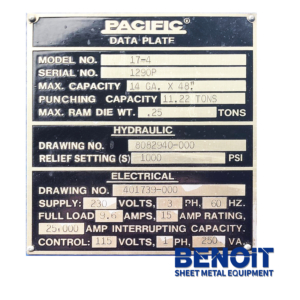 PACIFIC
DATA PLATE
MODEL NO. 17-4
SERIAL NO. 1290P
MAX. CAPACITY 14 GA. X 48"
PUNCHING CAPACITY 11.22 TONS
MAX. RAM DIE WT. .25 TONS
HYDRAULIC
DRAWING NO. 8082940-000
RELIEF SETTING (S) 1000 PSI
ELECTRICAL
DRAWING NO. 401739-000
SUPPLY: 230 VOLTS, 3 PH, 60 HZ.
FULL LOAD 9.6 AMPS, 15 AMP RATING,
25,000 AMP INTERRUPTING CAPACITY.
CONTROL: 115 VOLTS, 1 PH, 250 VA.
BENOIT
SHEET METAL EQUIPMENT